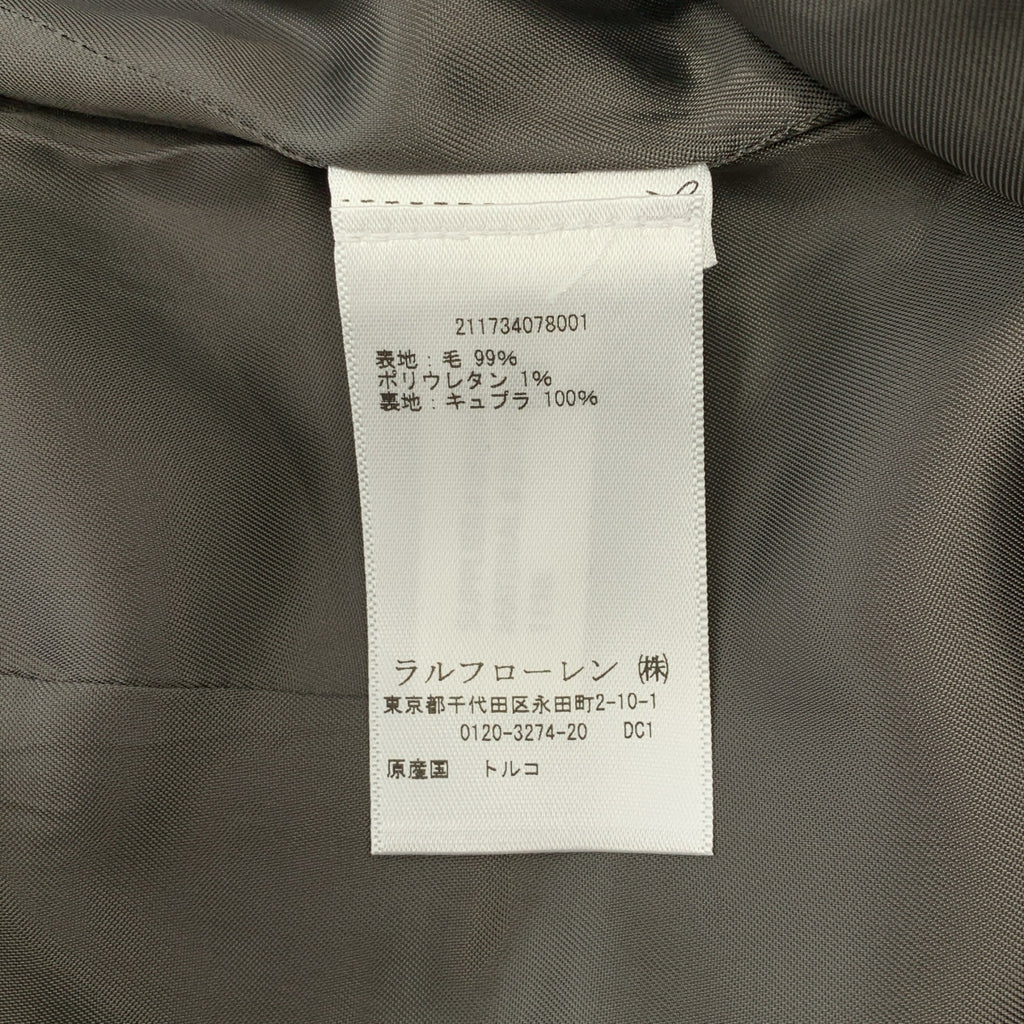 211734078001
表地：毛 99%
ポリウレタン 1%
裏地：キュプラ 100%
ラルフローレン ㈱
東京都千代田区永田町2-10-1
0120-3274-20 DC1
原産国 トルコ